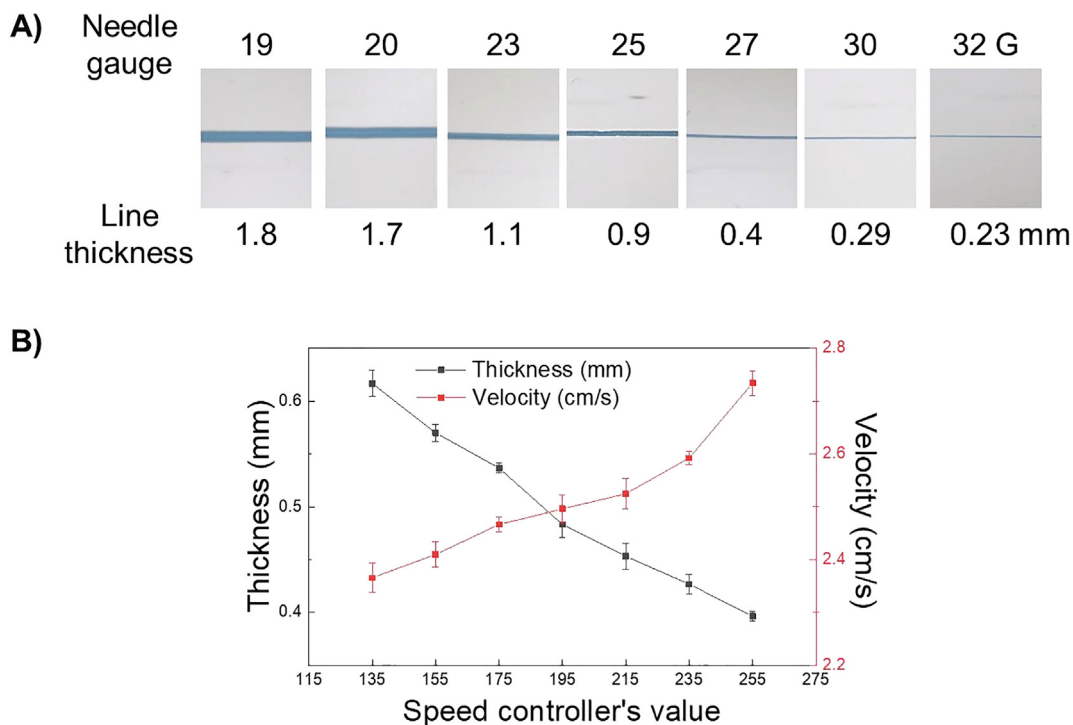 A)
Needle
gauge
19 20 23 25 27 30 32 G
Line
thickness
1.8 1.7 1.1 0.9 0.4 0.29 0.23 mm
B)
Thickness (mm)
Velocity (cm/s)
Thickness (mm)
0.6
0.5
0.4
2.8
2.6
2.4
2.2
Velocity (cm/s)
115 135 155 175 195 215 235 255 275
Speed controller's value